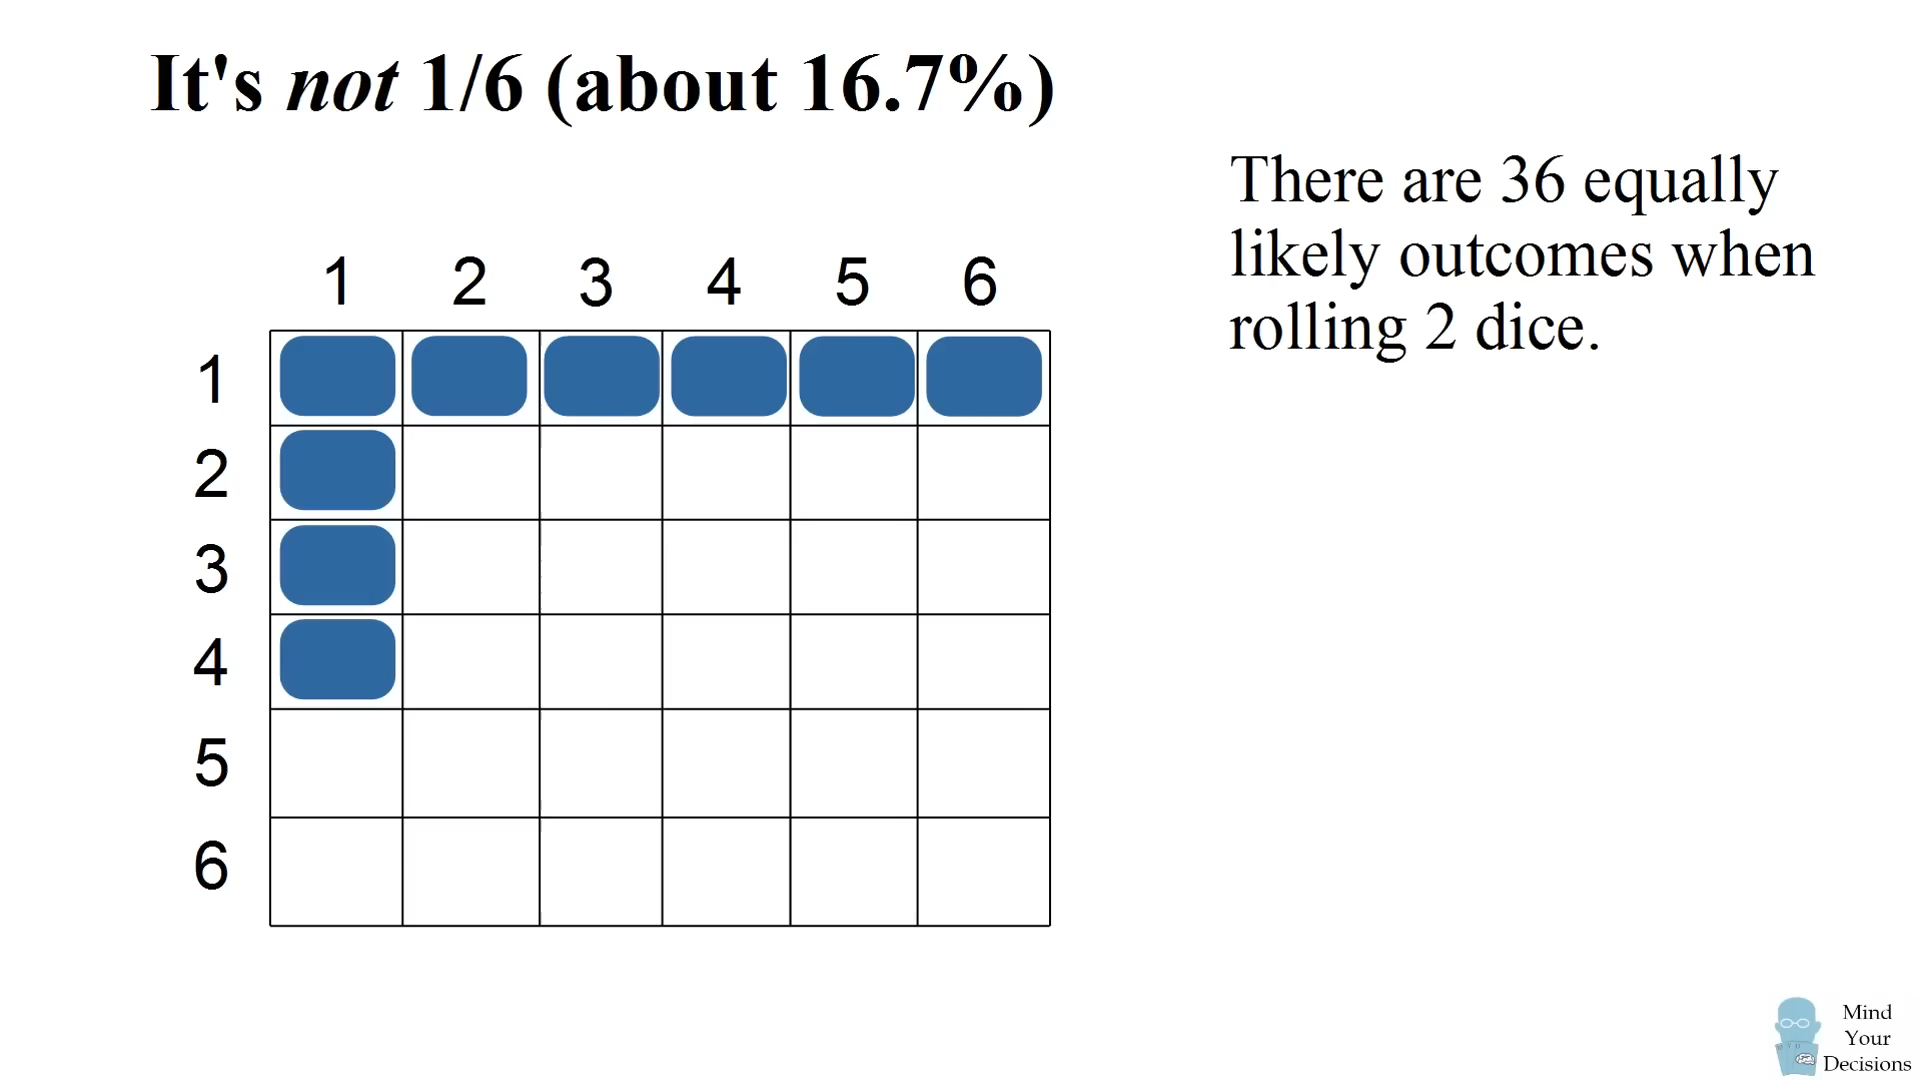 It's not 1/6 (about 16.7%)
There are 36 equally
likely outcomes when
rolling 2 dice.
1 2 3 4 5 6
1
2
3
4
5
6
Mind
Your
Decisions